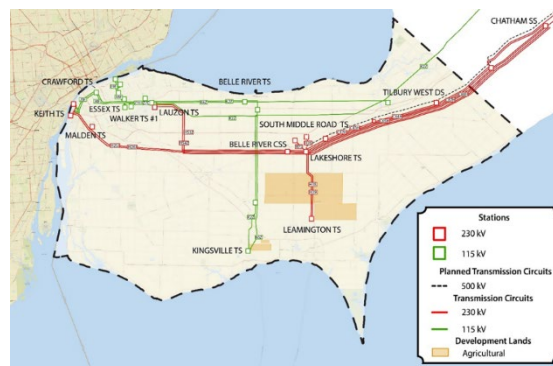 CHATHAM SS.
CRAWFORD TS
BELLE RIVER TS
TILBURY WEST DS.
ESSEX TS
KEITH TS
WALKER TS #1
LAUZON TS
SOUTH MIDDLE ROAD TS
MALDEN TS
BELLE RIVER CSS
LAKESHORE TS
LEAMINGTON TS
KINGSVILLE TS
Stations
230 kV
115 kV
Planned Transmission Circuits
500 kV
Transmission Circuits
230 kV
115 kV
Development Lands
Agricultural